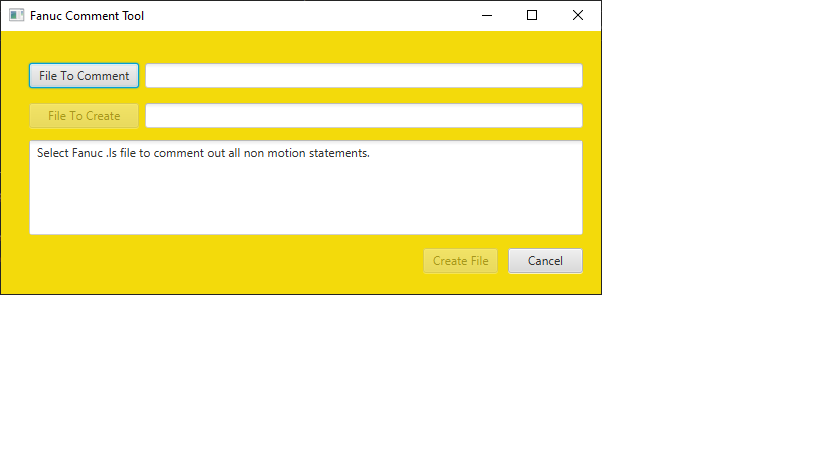 Fanuc Comment Tool
File To Comment
File To Create
Select Fanuc .ls file to comment out all non motion statements.
Create File Cancel